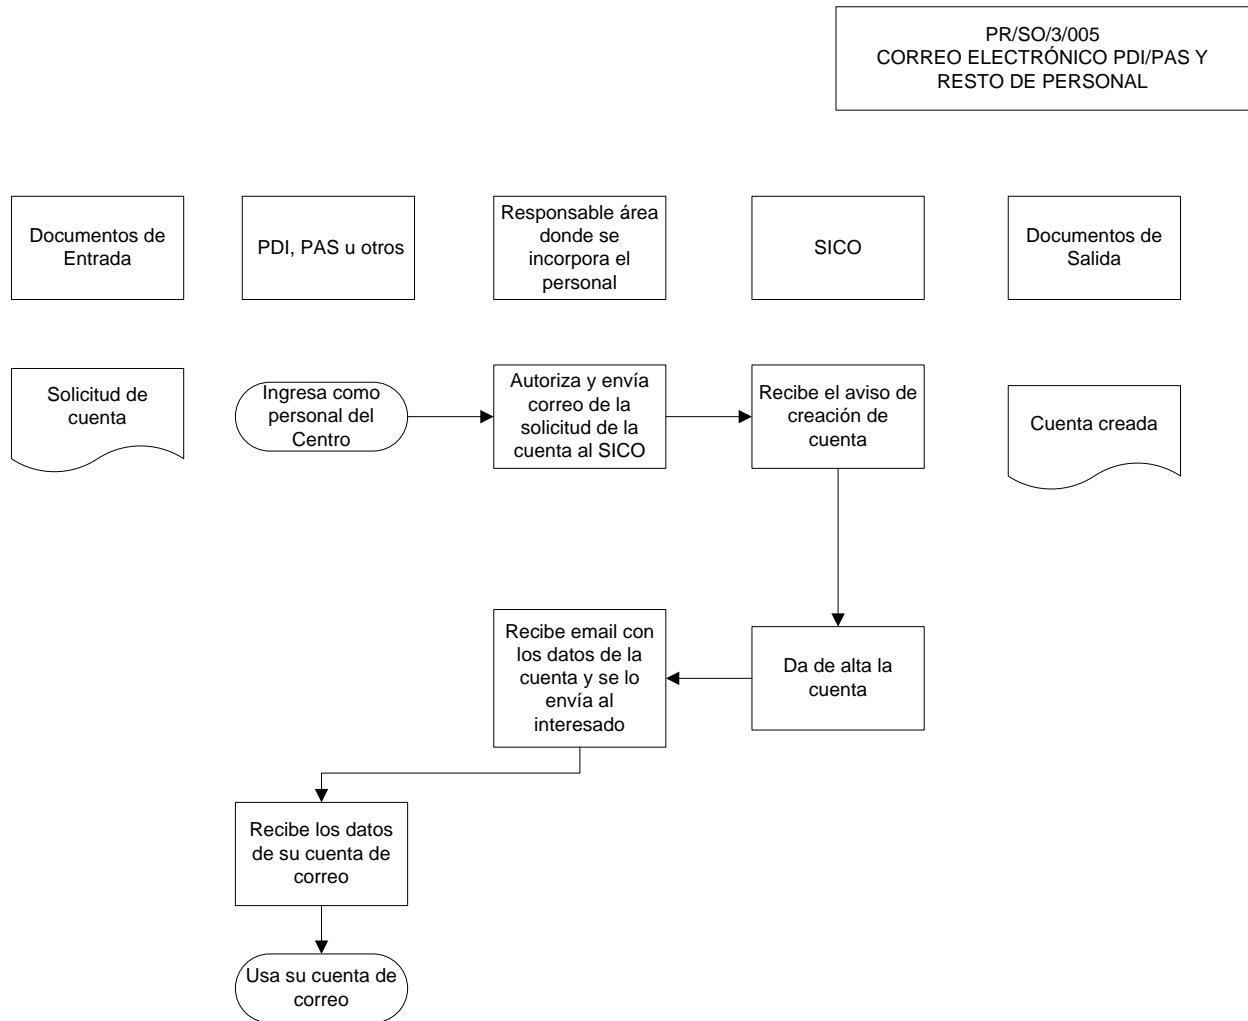 PR/SO/3/005
CORREO ELECTRÓNICO PDI/PAS Y
RESTO DE PERSONAL
Documentos de
Entrada
PDI, PAS u otros
Responsable área
donde se
incorpora el
personal
SICO
Documentos de
Salida
Solicitud de
cuenta
Ingresa como
personal del
Centro
Autoriza y envía
correo de la
solicitud de la
cuenta al SICO
Recibe el aviso de
creación de
cuenta
Cuenta creada
Recibe email con
los datos de la
cuenta y se lo
envía al
interesado
Da de alta la
cuenta
Recibe los datos
de su cuenta de
correo
Usa su cuenta de
correo